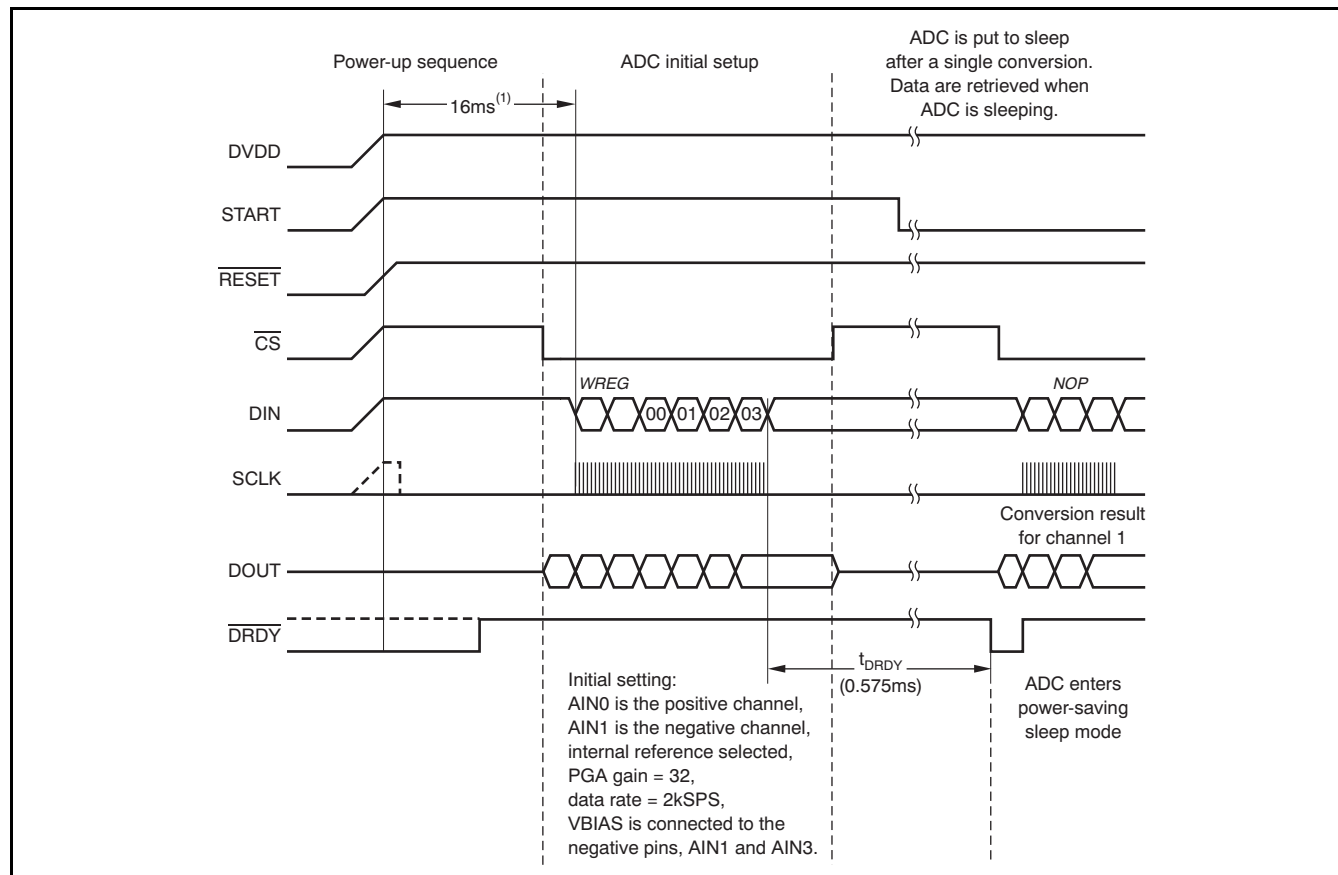 Power-up sequence
ADC initial setup
ADC is put to sleep
after a single conversion.
Data are retrieved when
ADC is sleeping.
16ms(1)
DVDD
START
RESET
CS
WREG
NOP
DIN
00 01 02 03
SCLK
Conversion result
for channel 1
DOUT
DRDY
tDRDY
(0.575ms)
Initial setting:
AIN0 is the positive channel,
AIN1 is the negative channel,
internal reference selected,
PGA gain = 32,
data rate = 2kSPS,
VBIAS is connected to the
negative pins, AIN1 and AIN3.
ADC enters
power-saving
sleep mode